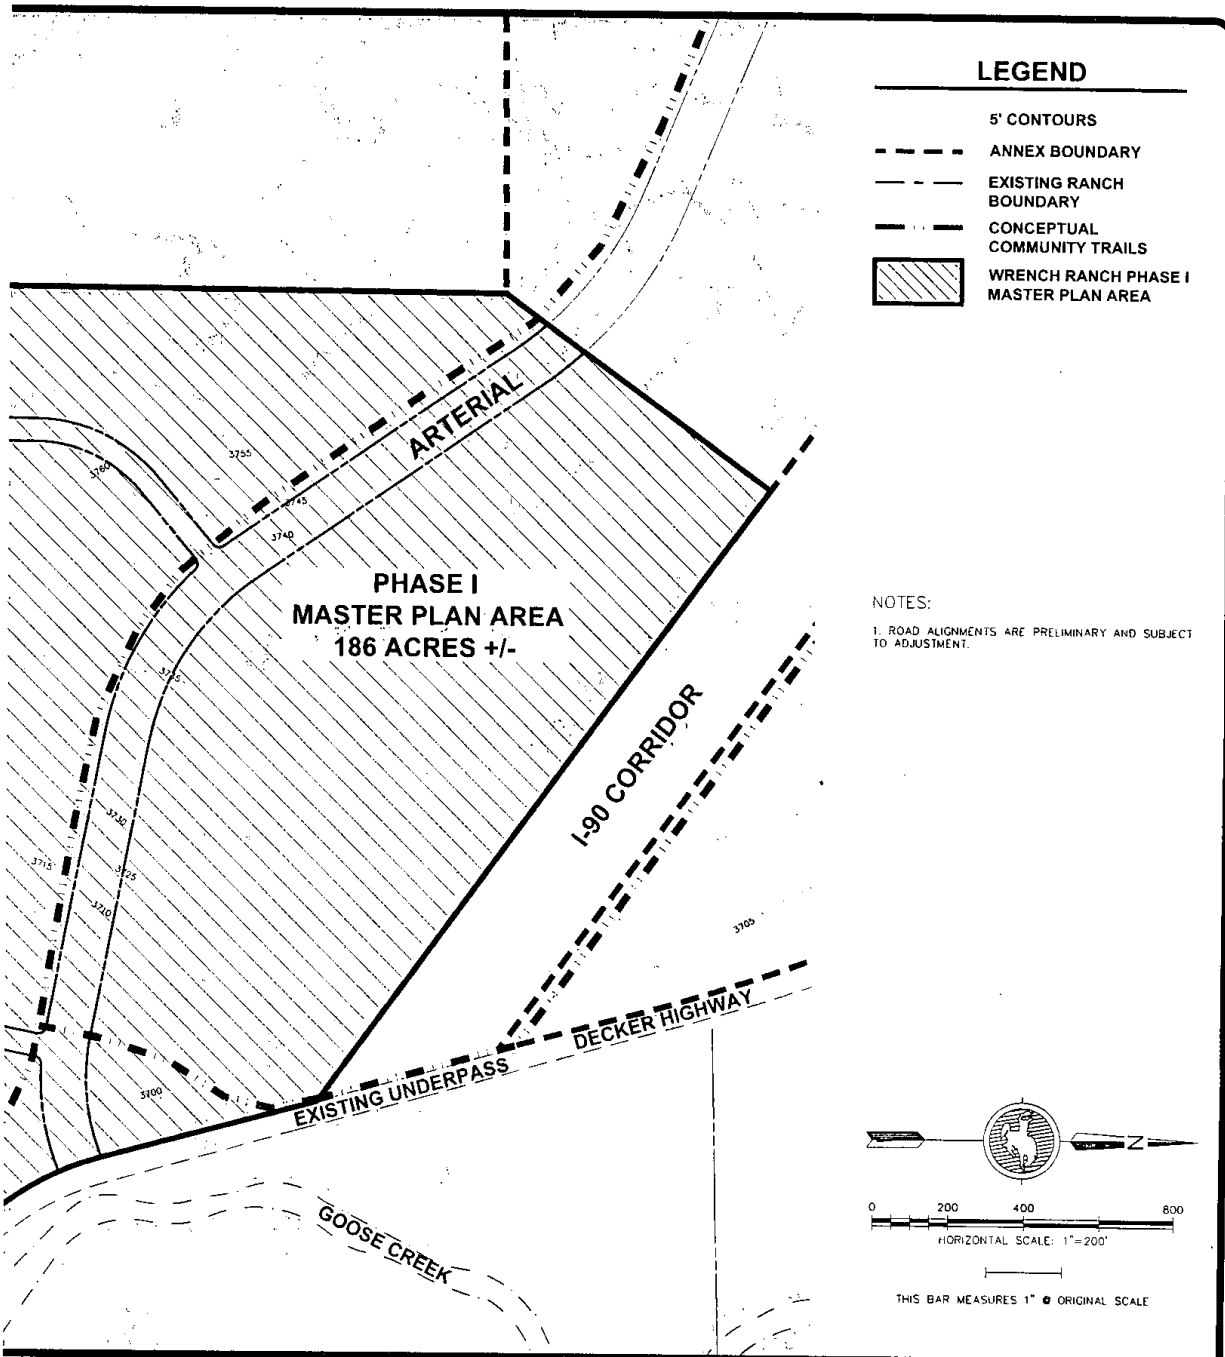 LEGEND
5' CONTOURS
ANNEX BOUNDARY
EXISTING RANCH
BOUNDARY
CONCEPTUAL
COMMUNITY TRAILS
WRENCH RANCH PHASE I
MASTER PLAN AREA
ARTERIAL
3755
3760
3745
3740
PHASE I
MASTER PLAN AREA
186 ACRES +/-
NOTES:
1. ROAD ALIGNMENTS ARE PRELIMINARY AND SUBJECT
TO ADJUSTMENT.
3735
I-90 CORRIDOR
3730
3715
3725
3720
3705
DECKER HIGHWAY
EXISTING UNDERPASS
3700
GOOSE CREEK
N
0 200 400 800
HORIZONTAL SCALE: 1"=200'
THIS BAR MEASURES 1" @ ORIGINAL SCALE